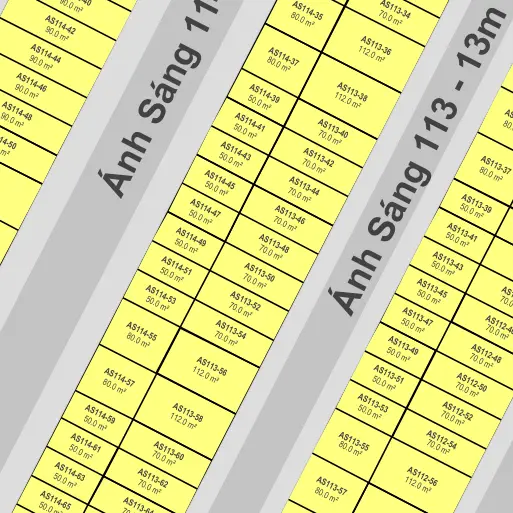 AS114-42
90.0 m²
AS114-44
90.0 m²
AS114-46
90.0 m²
AS114-48
90.0 m²
Ánh Sáng 11
AS114-35
80.0 m²
AS114-37
80.0 m²
AS114-39
50.0 m²
AS114-41
50.0 m²
AS114-43
50.0 m²
AS114-45
50.0 m²
AS114-47
50.0 m²
AS114-49
50.0 m²
AS114-51
50.0 m²
AS114-53
50.0 m²
AS114-55
80.0 m²
AS114-57
80.0 m²
AS114-59
50.0 m²
AS114-61
50.0 m²
AS114-63
50.0 m²
AS114-65
50.0 m²
AS113-34
70.0 m²
AS113-36
112.0 m²
AS113-38
112.0 m²
AS113-40
70.0 m²
AS113-42
70.0 m²
AS113-44
70.0 m²
AS113-46
70.0 m²
AS113-48
70.0 m²
AS113-50
70.0 m²
AS113-52
70.0 m²
AS113-54
70.0 m²
AS113-56
112.0 m²
AS113-58
112.0 m²
AS113-60
70.0 m²
AS113-62
70.0 m²
Ánh Sáng 113 - 13m
AS113-37
80.0 m²
AS113-39
50.0 m²
AS113-41
50.0 m²
AS113-43
50.0 m²
AS113-45
50.0 m²
AS113-47
50.0 m²
AS113-49
50.0 m²
AS113-51
50.0 m²
AS113-53
50.0 m²
AS113-55
80.0 m²
AS113-57
80.0 m²
AS112-48
70.0 m²
AS112-50
70.0 m²
AS112-52
70.0 m²
AS112-54
70.0 m²
AS112-56
112.0 m²